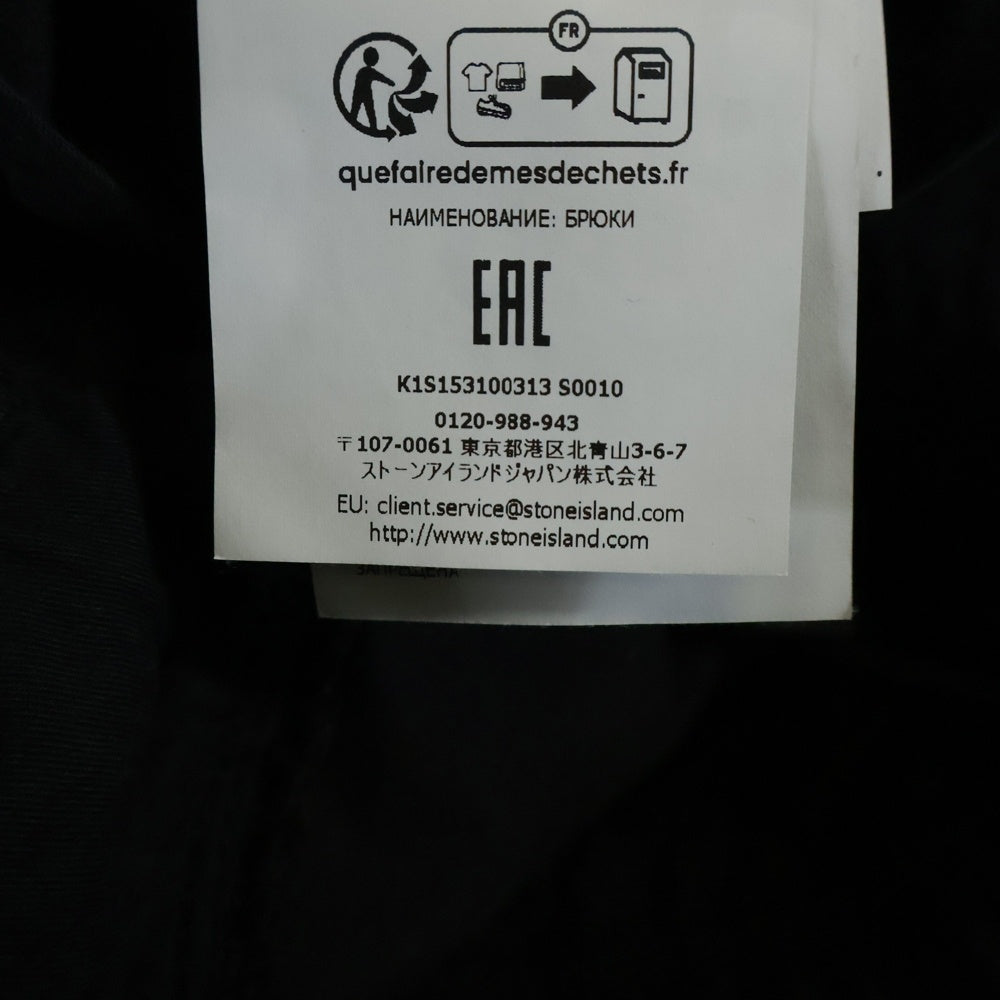 FR
quefairedemesdechets.fr
НАИМЕНОВАНИЕ: БРЮКИ
EAC
K1S153100313 S0010
0120-988-943
〒107-0061 東京都港区北青山3-6-7
ストーンアイランドジャパン株式会社
EU: client.service@stoneisland.com
http://www.stoneisland.com
ЗАПРЕЩЕНА